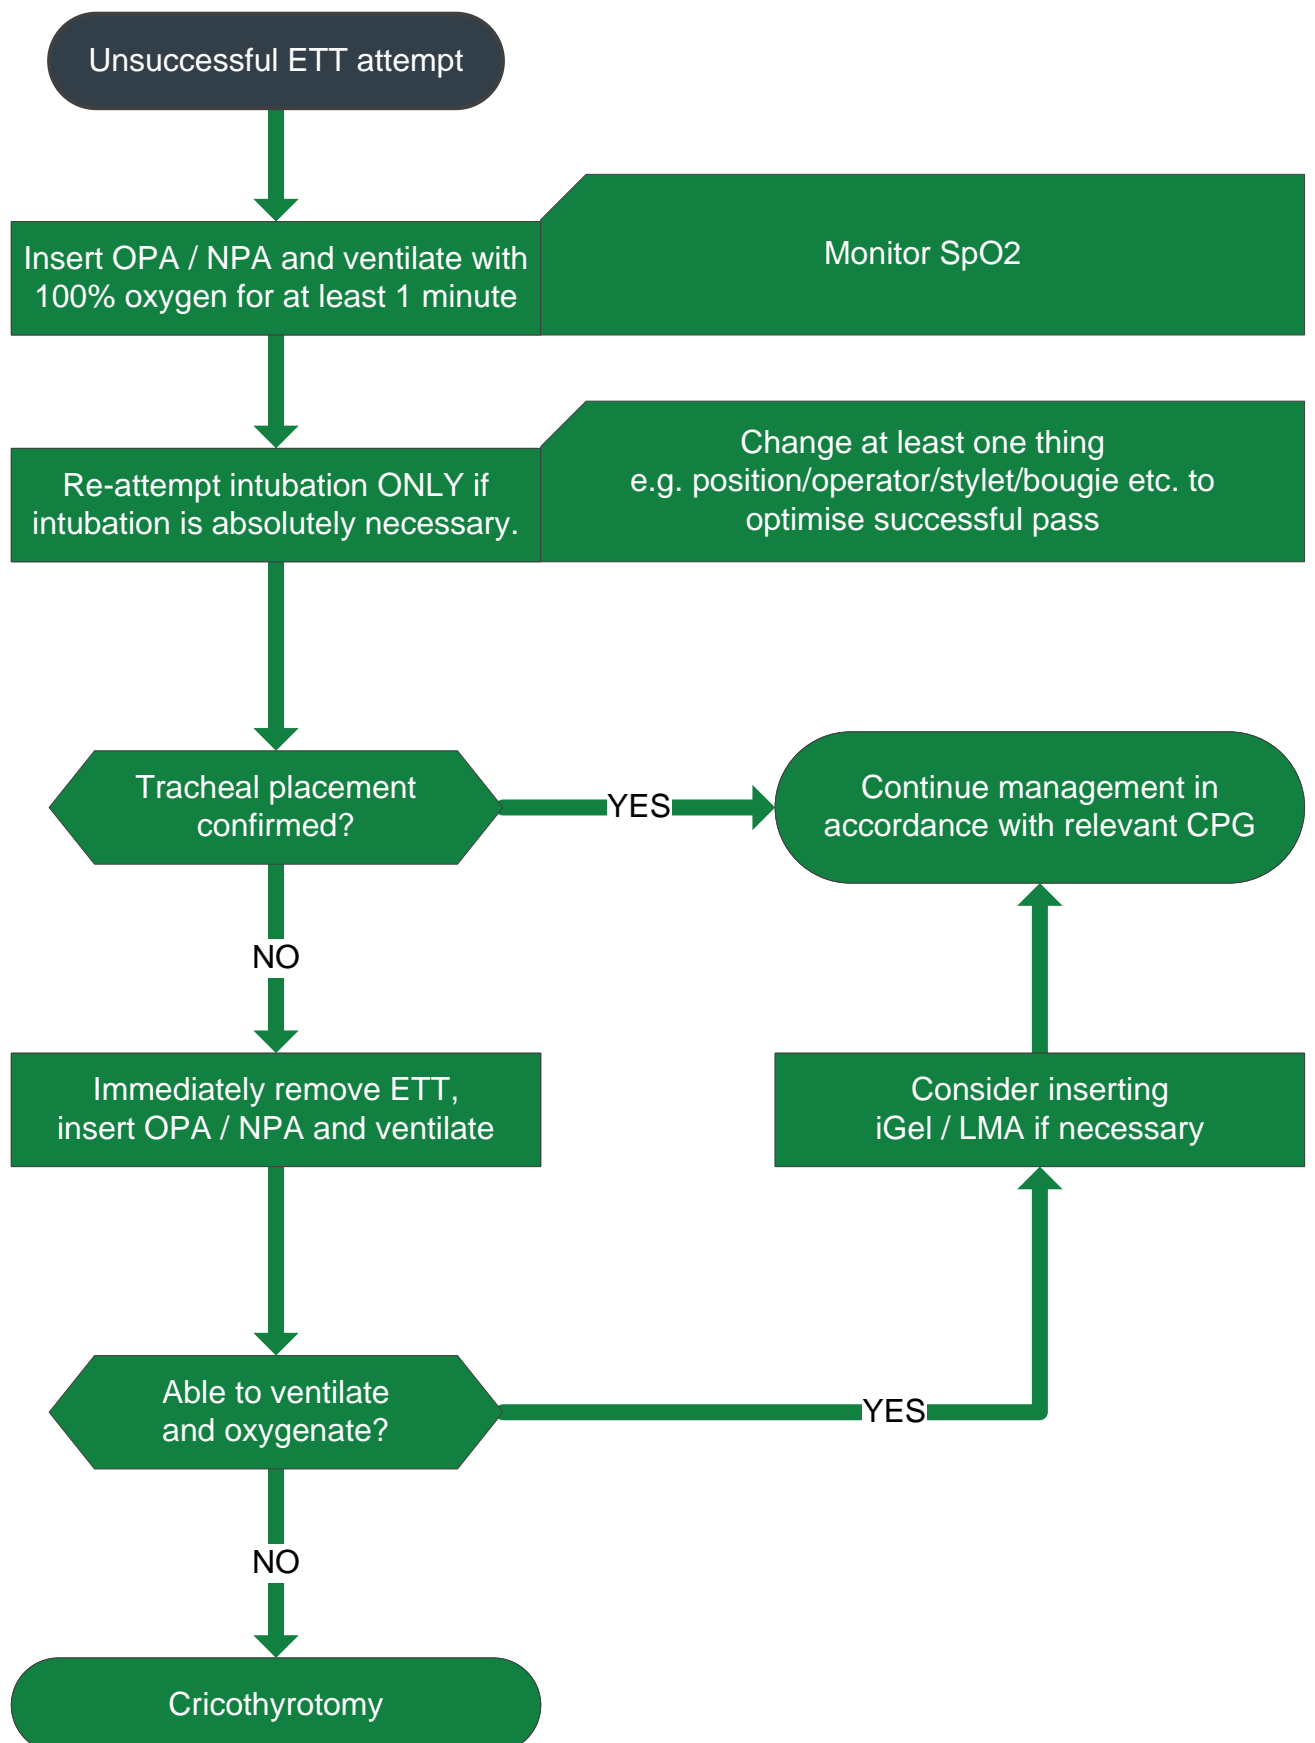 Unsuccessful ETT attempt
Insert OPA / NPA and ventilate with
100% oxygen for at least 1 minute
Monitor SpO2
Re-attempt intubation ONLY if
intubation is absolutely necessary.
Change at least one thing
e.g. position/operator/stylet/bougie etc. to
optimise successful pass
Tracheal placement
confirmed?
YES
Continue management in
accordance with relevant CPG
NO
Immediately remove ETT,
insert OPA / NPA and ventilate
Consider inserting
iGel / LMA if necessary
Able to ventilate
and oxygenate?
YES
NO
Cricothyrotomy